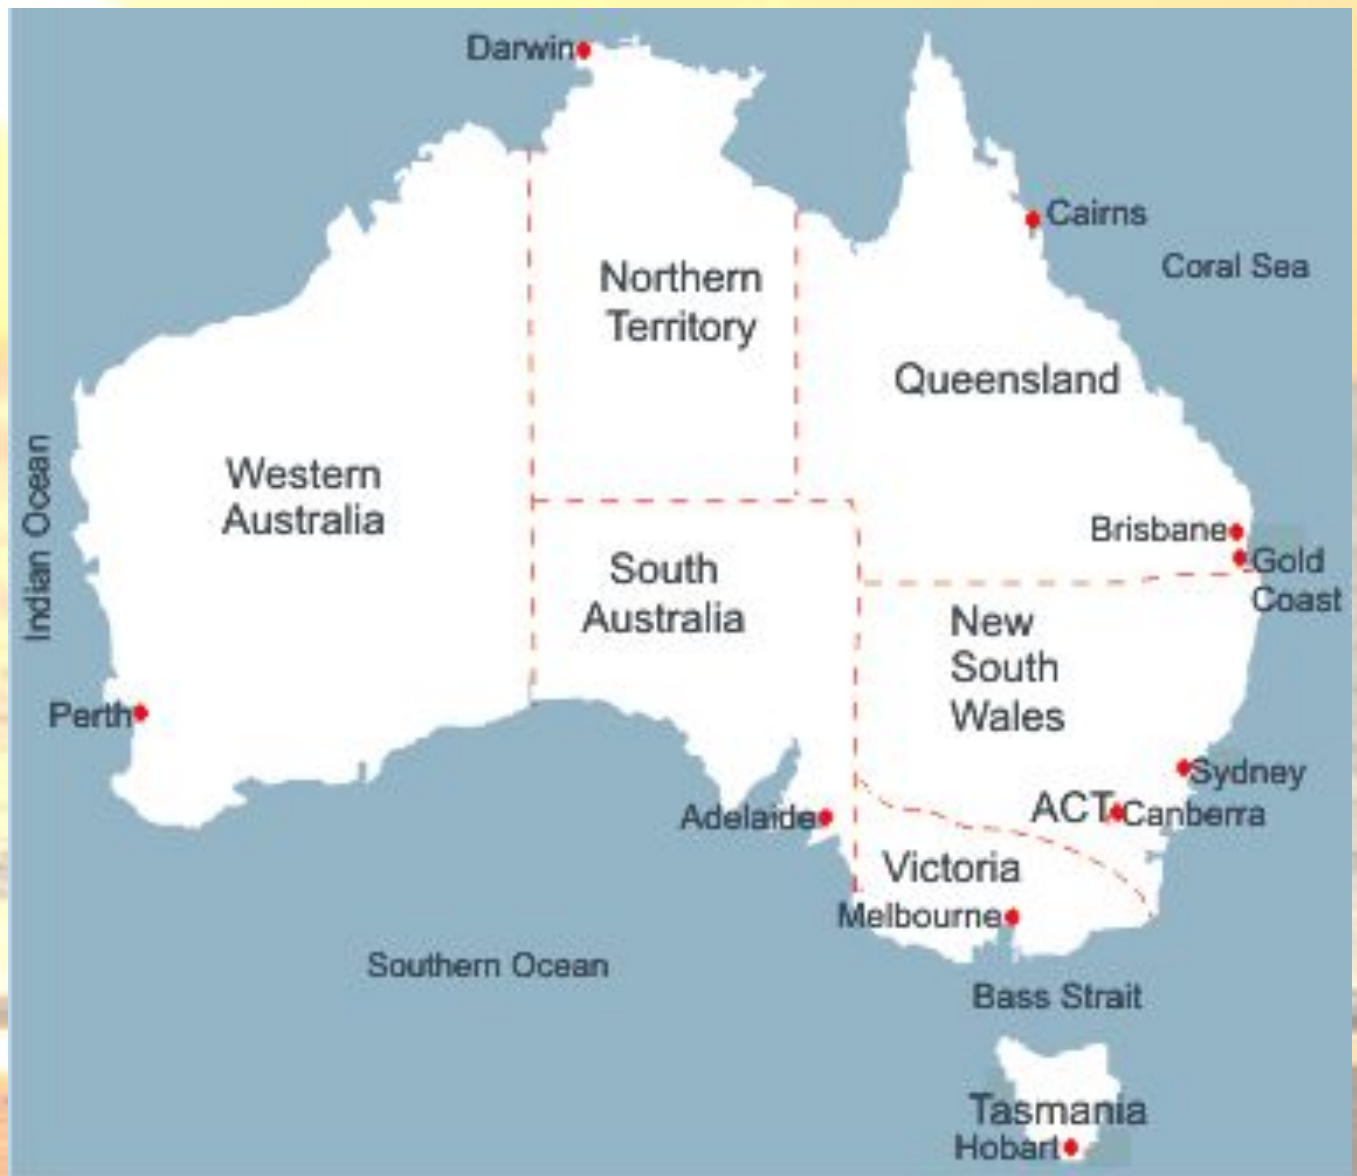 Darwin
Cairns
Coral Sea
Northern
Territory
Queensland
Indian Ocean
Western
Australia
Brisbane
Gold
Coast
South
Australia
New
South
Wales
Perth
Sydney
Adelaide
ACT
Canberra
Victoria
Melbourne
Southern Ocean
Bass Strait
Tasmania
Hobart